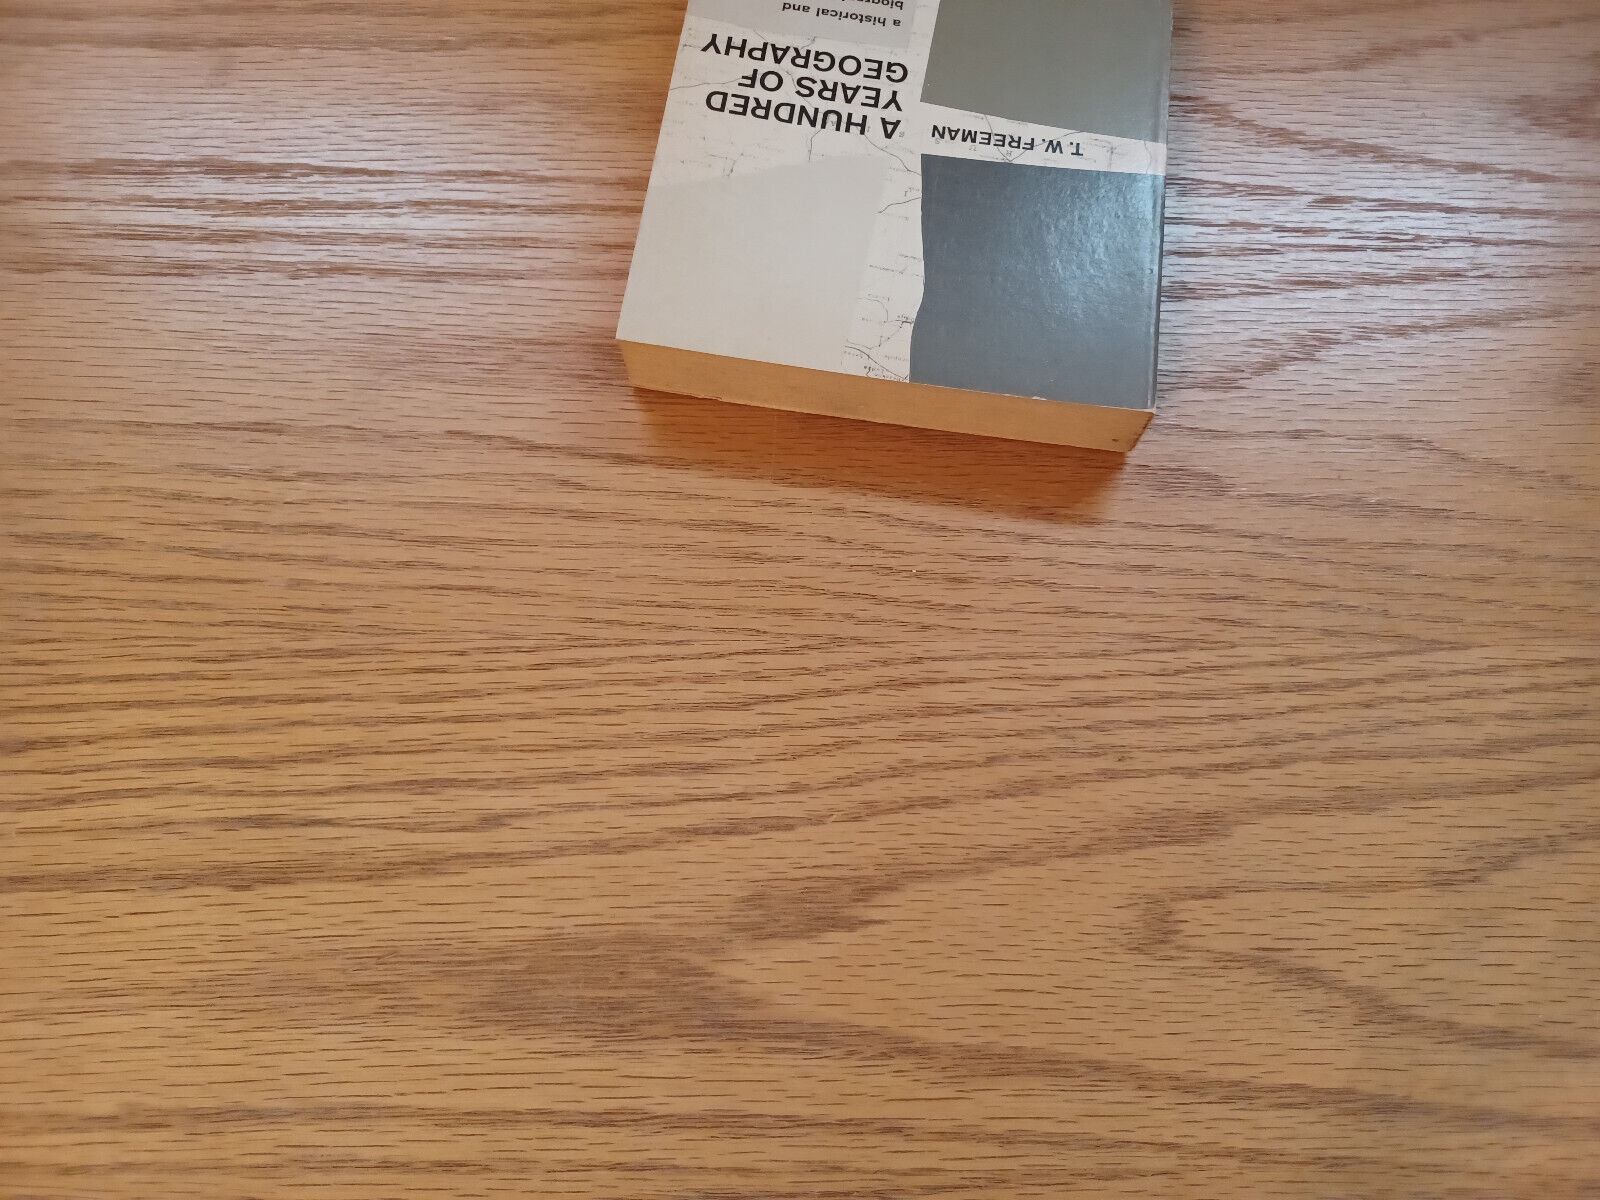 T. W. FREEMAN
A HUNDRED
YEARS OF
GEOGRAPHY
a historical and